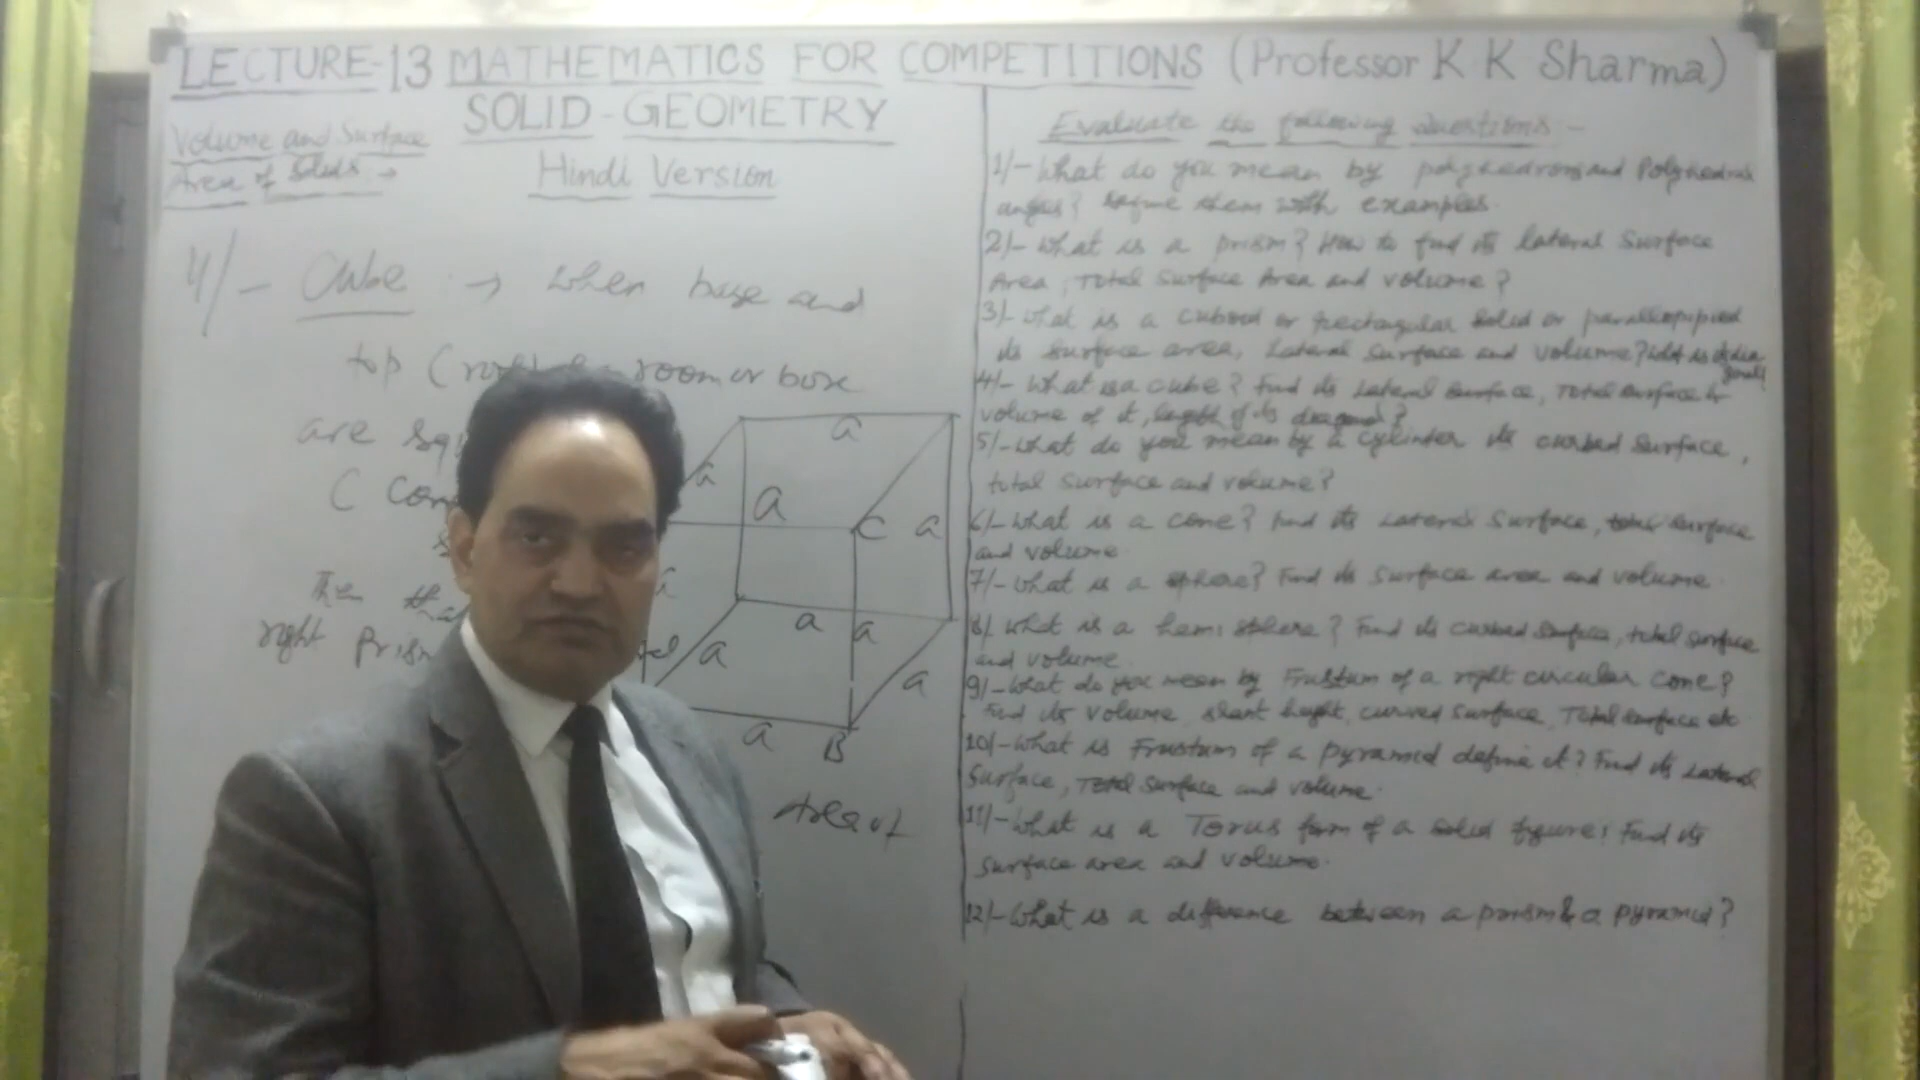 LECTURE-13 MATHEMATICS FOR COMPETITIONS (Professor K K Sharma)
SOLID-GEOMETRY
Volume and Surface
Area of Solids →
Hindi Version
4/- Cube → when base and
top ( room or box
are
C
The
right Prism
a
a
a
a
C
a
a
a
a
a
a
B
Area of
Evaluate the following Questions -
1/- What do you mean by polyhedrons and Polyhedral
angles? Define them with examples.
2/- What is a prism? How to find its lateral Surface
Area, Total Surface Area and volume?
3/- What is a cuboid or rectangular Solid or parallopiped
its Surface area, Lateral Surface and volume?
4/- What is a cube? Find its Lateral Surface, Total Surface &
volume of it, length of its diagonal?
5/- What do you mean by a cylinder its curved Surface,
total surface and volume?
6/- What is a cone? Find its Lateral Surface, total surface
and volume.
7/- What is a sphere? Find its Surface area and volume.
8/- What is a hemi sphere? Find its curved Surface, total surface
and volume.
9/- What do you mean by Frustum of a right circular cone?
Find its Volume slant height, curved surface, Total surface etc
10/- What is Frustum of a pyramid define it? Find its Lateral
Surface, Total Surface and volume.
11/- What is a Torus form of a solid figure? Find its
surface area and volume.
12/- What is a difference between a prism & a pyramid?